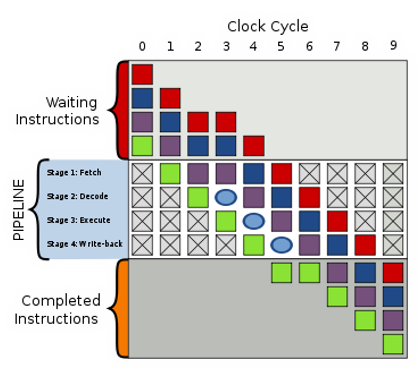 Clock Cycle
0 1 2 3 4 5 6 7 8 9
Waiting
Instructions
PIPELINE
Stage 1: Fetch
Stage 2: Decode
Stage 3: Execute
Stage 4: Write-back
Completed
Instructions